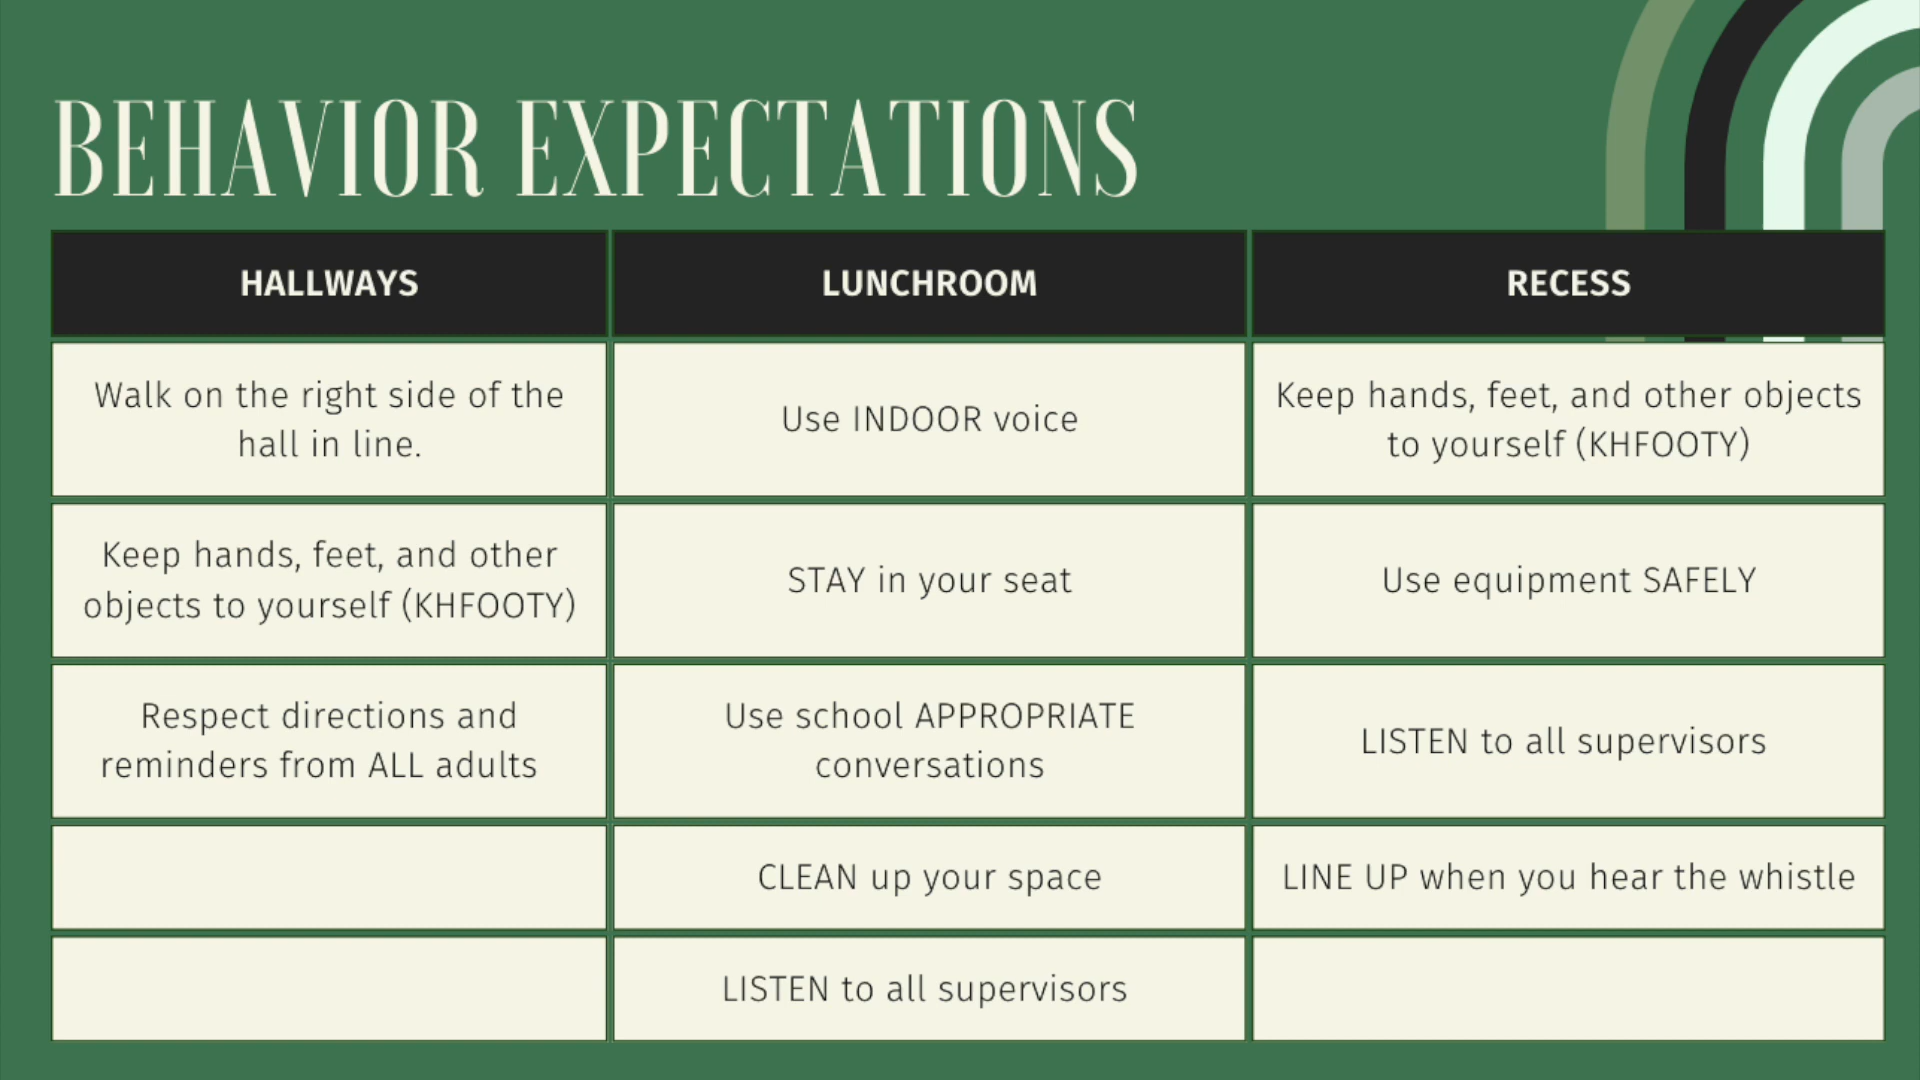 BEHAVIOR EXPECTATIONS
HALLWAYS
LUNCHROOM
RECESS
Walk on the right side of the
hall in line.
Use INDOOR voice
Keep hands, feet, and other objects
to yourself (KHFOOTY)
Keep hands, feet, and other
objects to yourself (KHFOOTY)
STAY in your seat
Use equipment SAFELY
Respect directions and
reminders from ALL adults
Use school APPROPRIATE
conversations
LISTEN to all supervisors
CLEAN up your space
LINE UP when you hear the whistle
LISTEN to all supervisors